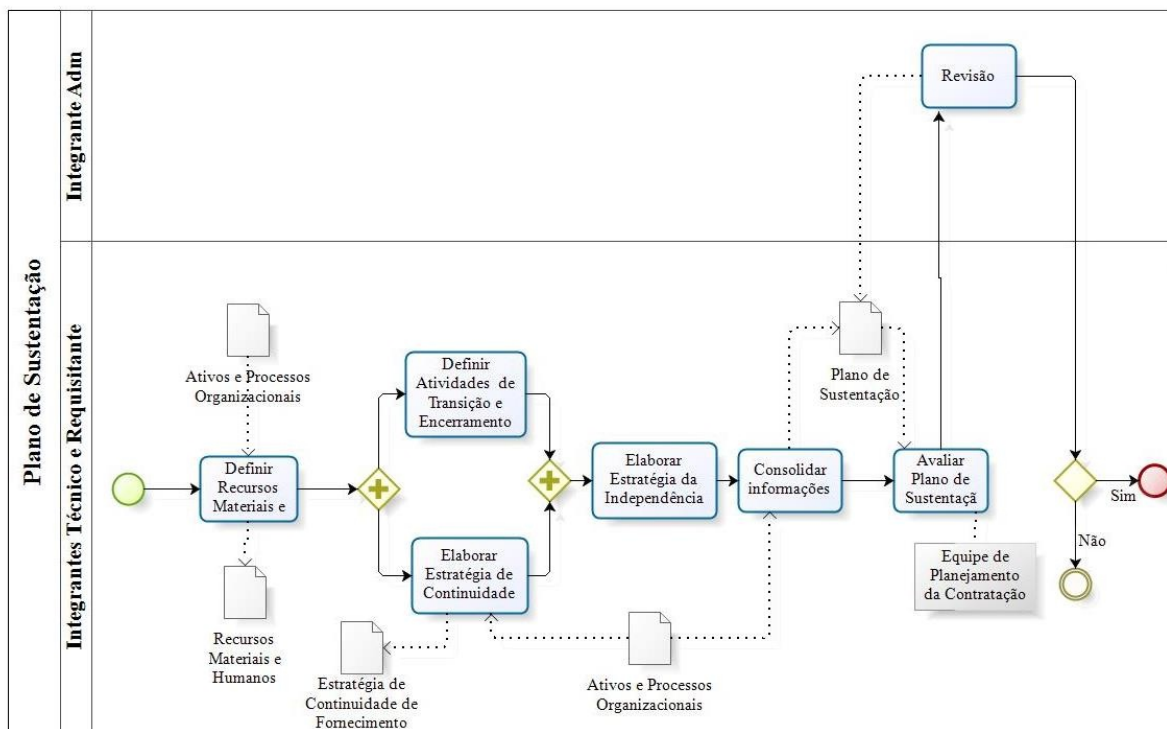 Plano de Sustentação
Integrante Adm
Revisão
Integrantes Técnico e Requisitante
Ativos e Processos
Organizacionais
Definir
Recursos
Materiais e
Recursos
Materiais e
Humanos
Definir
Atividades de
Transição e
Encerramento
Elaborar
Estratégia de
Continuidade
Estratégia de
Continuidade de
Fornecimento
Elaborar
Estratégia da
Independência
Ativos e Processos
Organizacionais
Consolidar
informações
Plano de
Sustentação
Avaliar
Plano de
Sustentaçã
Equipe de
Planejamento
da Contratação
Sim
Não